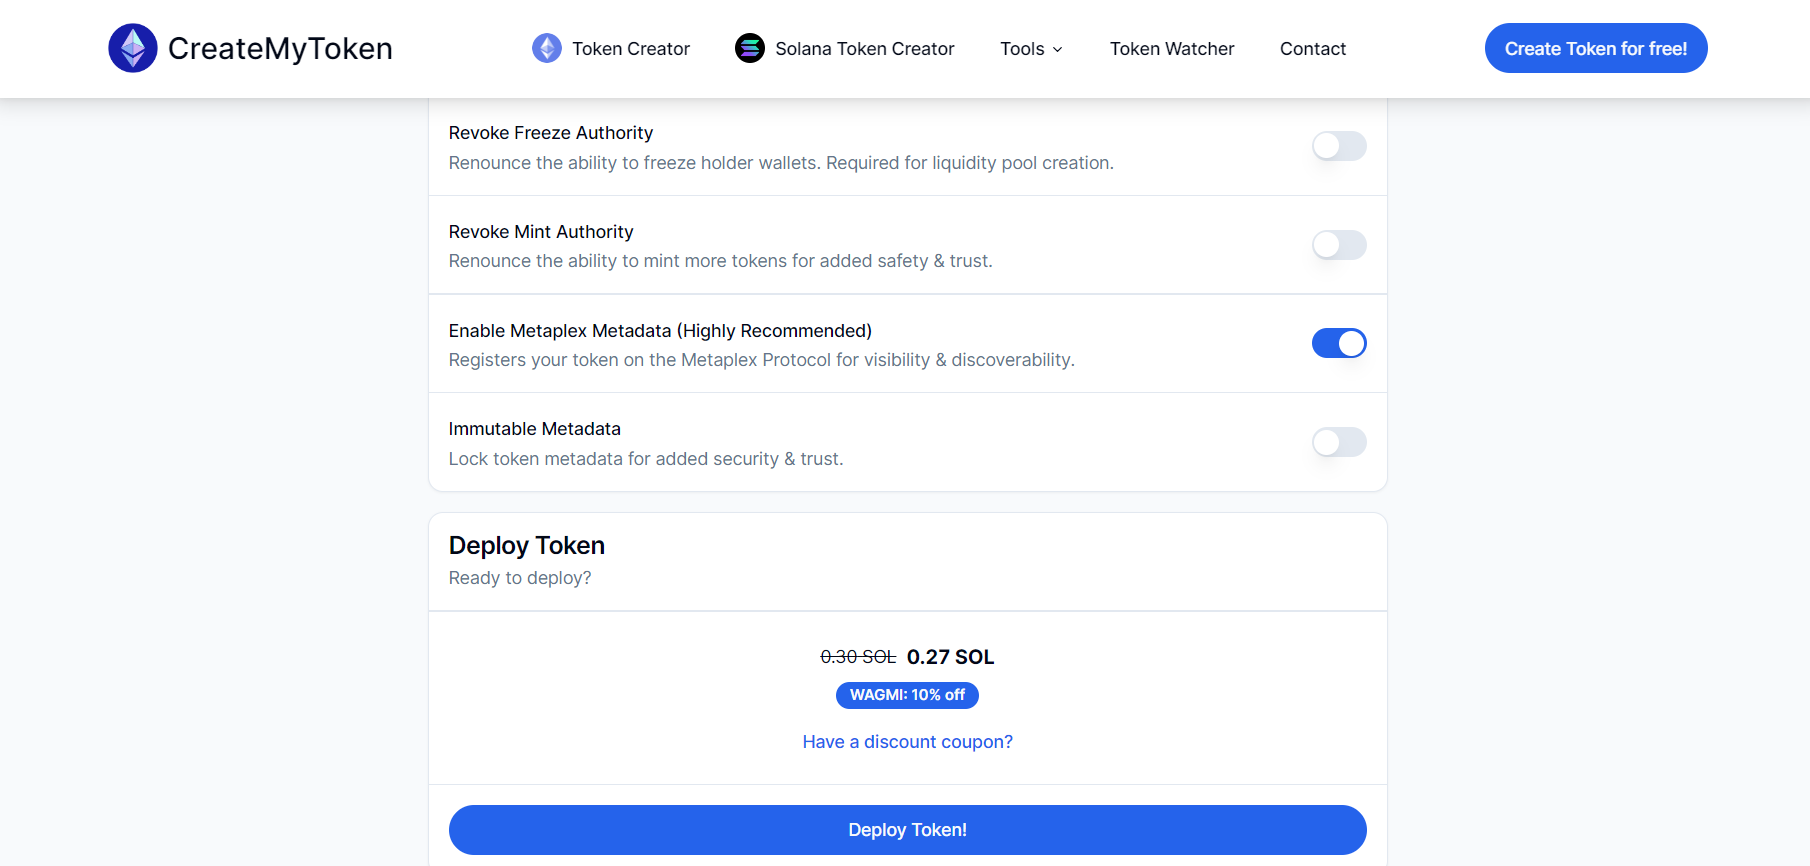 CreateMyToken
Token Creator
Solana Token Creator
Tools
Token Watcher
Contact
Create Token for free!
Revoke Freeze Authority
Renounce the ability to freeze holder wallets. Required for liquidity pool creation.
Revoke Mint Authority
Renounce the ability to mint more tokens for added safety & trust.
Enable Metaplex Metadata (Highly Recommended)
Registers your token on the Metaplex Protocol for visibility & discoverability.
Immutable Metadata
Lock token metadata for added security & trust.
Deploy Token
Ready to deploy?
0.30 SOL 0.27 SOL
WAGMI: 10% off
Have a discount coupon?
Deploy Token!